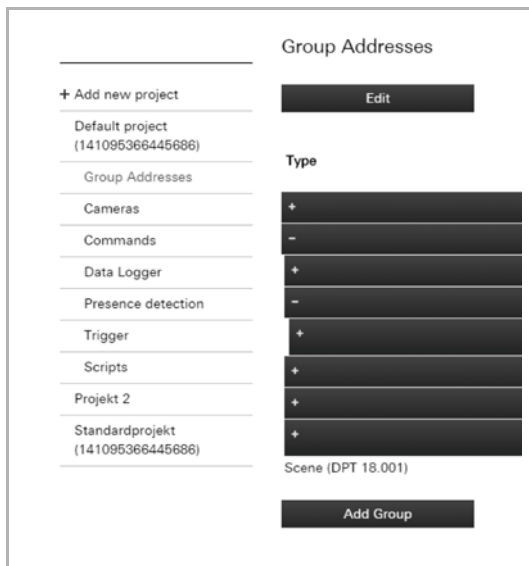 Group Addresses
+ Add new project
Edit
Default project
(141095366445686)
Type
Group Addresses
+
Cameras
Commands
−
Data Logger
+
Presence detection
−
Trigger
+
Scripts
+
Projekt 2
+
Standardprojekt
(141095366445686)
+
Scene (DPT 18.001)
Add Group